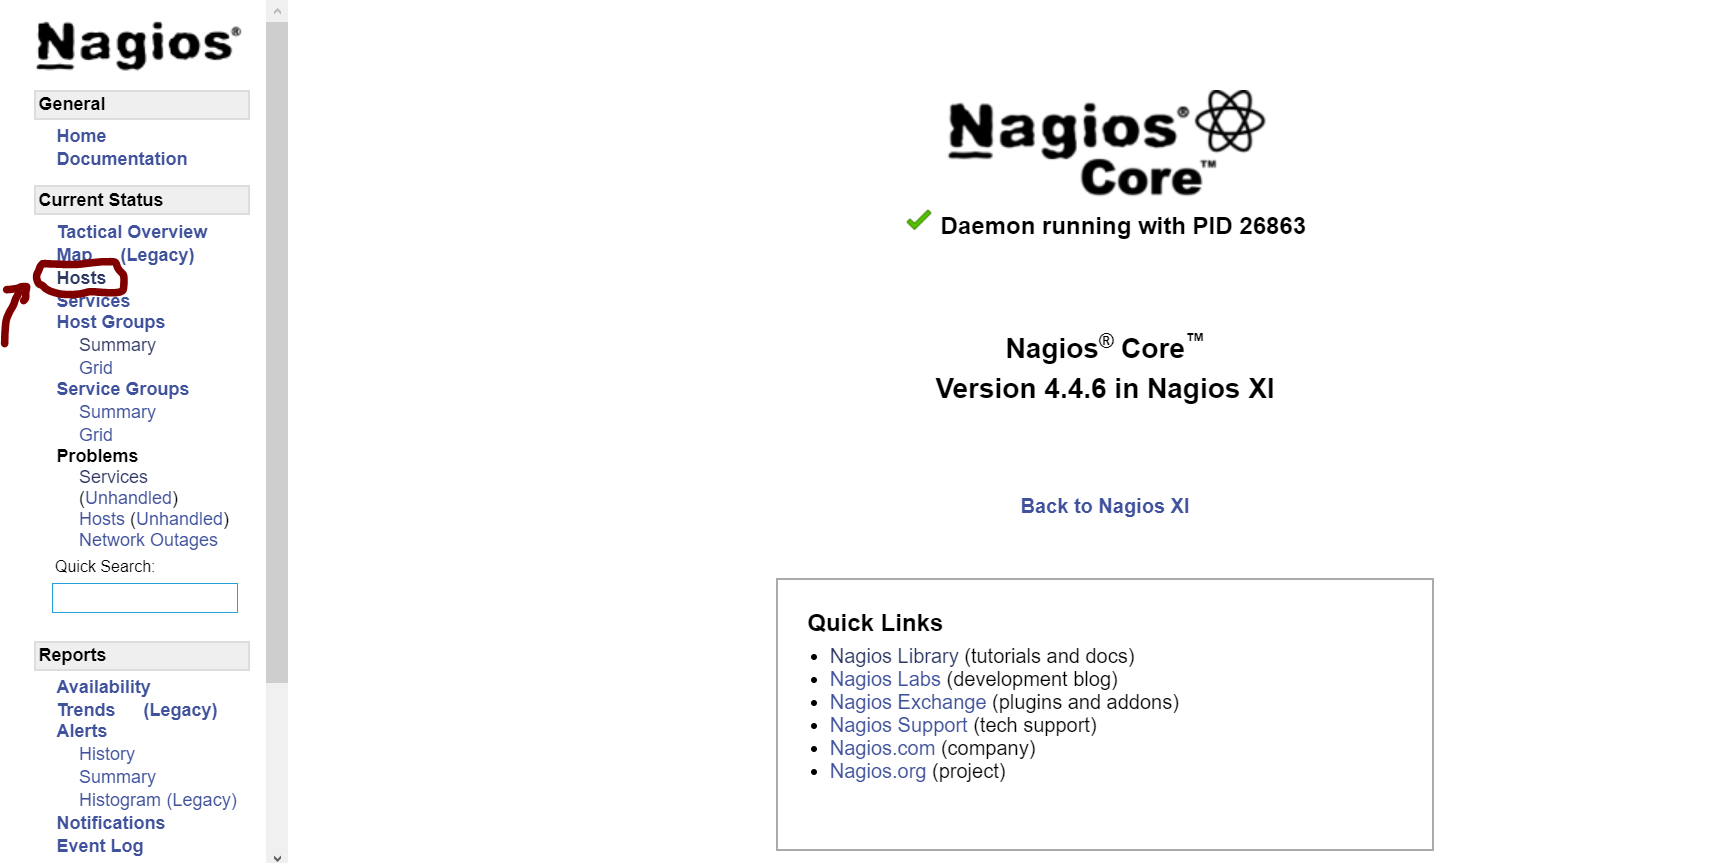 Nagios®
General
Home
Documentation
Current Status
Tactical Overview
Map (Legacy)
Hosts
Services
Host Groups
Summary
Grid
Service Groups
Summary
Grid
Problems
Services
(Unhandled)
Hosts (Unhandled)
Network Outages
Quick Search:
Reports
Availability
Trends (Legacy)
Alerts
History
Summary
Histogram (Legacy)
Notifications
Event Log
Nagios®
Core™
Daemon running with PID 26863
Nagios® Core™
Version 4.4.6 in Nagios XI
Back to Nagios XI
Quick Links
• Nagios Library (tutorials and docs)
• Nagios Labs (development blog)
• Nagios Exchange (plugins and addons)
• Nagios Support (tech support)
• Nagios.com (company)
• Nagios.org (project)